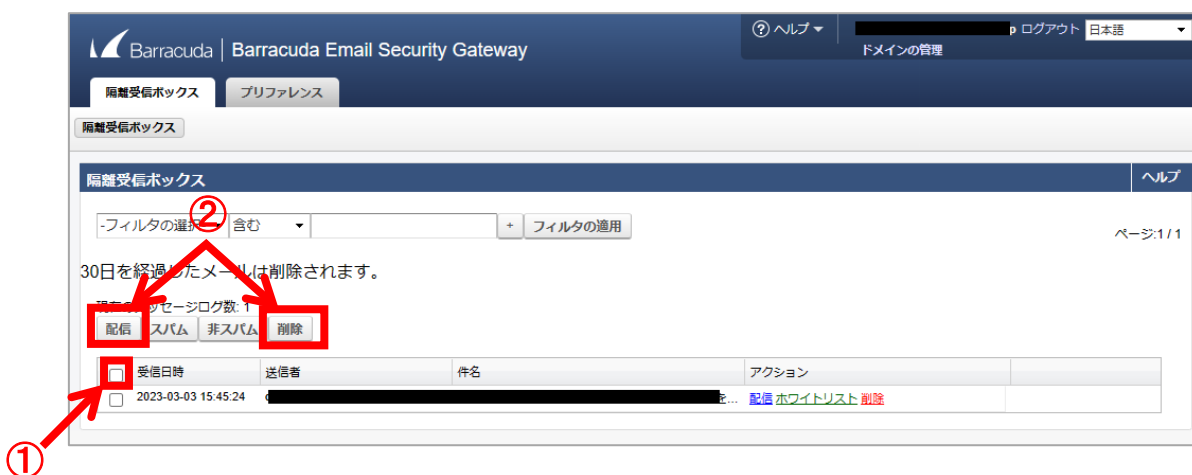 Barracuda | Barracuda Email Security Gateway
? ヘルプ ▾
p ログアウト 日本語
ドメインの管理
隔離受信ボックス プリファレンス
隔離受信ボックス
隔離受信ボックス ヘルプ
②
-フィルタの選択 含む + フィルタの適用
ページ:1 / 1
30日を経過したメールは削除されます。
現在のメッセージログ数: 1
配信 スパム 非スパム 削除
受信日時 送信者 件名 アクション
2023-03-03 15:45:24 を... 配信 ホワイトリスト 削除
①